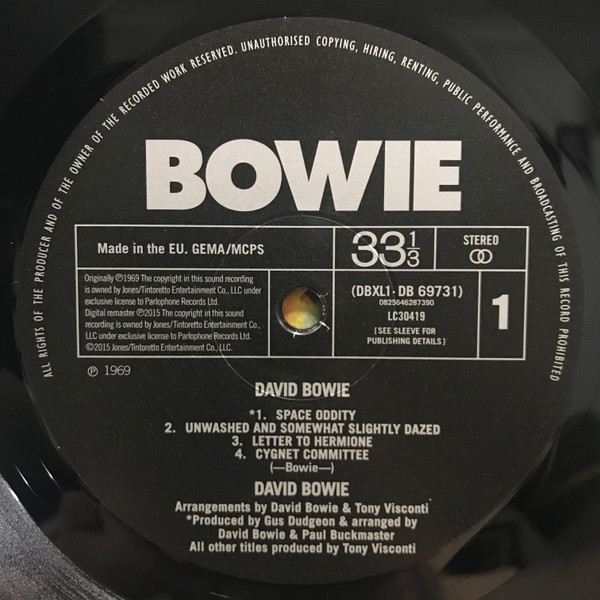 ALL RIGHTS OF THE PRODUCER AND OF THE OWNER OF THE RECORDED WORK RESERVED. UNAUTHORISED COPYING, HIRING, RENTING, PUBLIC PERFORMANCE AND BROADCASTING OF THIS RECORD PROHIBITED
BOWIE
Made in the EU. GEMA/MCPS
33 1/3
STEREO
Originally ℗1969 The copyright in this sound recording
is owned by Jones/Tintoretto Entertainment Co., LLC under
exclusive license to Parlophone Records Ltd.
Digital remaster ℗2015 The copyright in this sound
recording is owned by Jones/Tintoretto Entertainment Co.,
LLC under exclusive license to Parlophone Records Ltd.
©2015 Jones/Tintoretto Entertainment Co., LLC.
(DBXL1 · DB 69731)
0825646287390
LC30419
[SEE SLEEVE FOR
PUBLISHING DETAILS]
1
℗ 1969
DAVID BOWIE
*1. SPACE ODDITY
2. UNWASHED AND SOMEWHAT SLIGHTLY DAZED
3. LETTER TO HERMIONE
4. CYGNET COMMITTEE
(—Bowie—)
DAVID BOWIE
Arrangements by David Bowie & Tony Visconti
*Produced by Gus Dudgeon & arranged by
David Bowie & Paul Buckmaster
All other titles produced by Tony Visconti